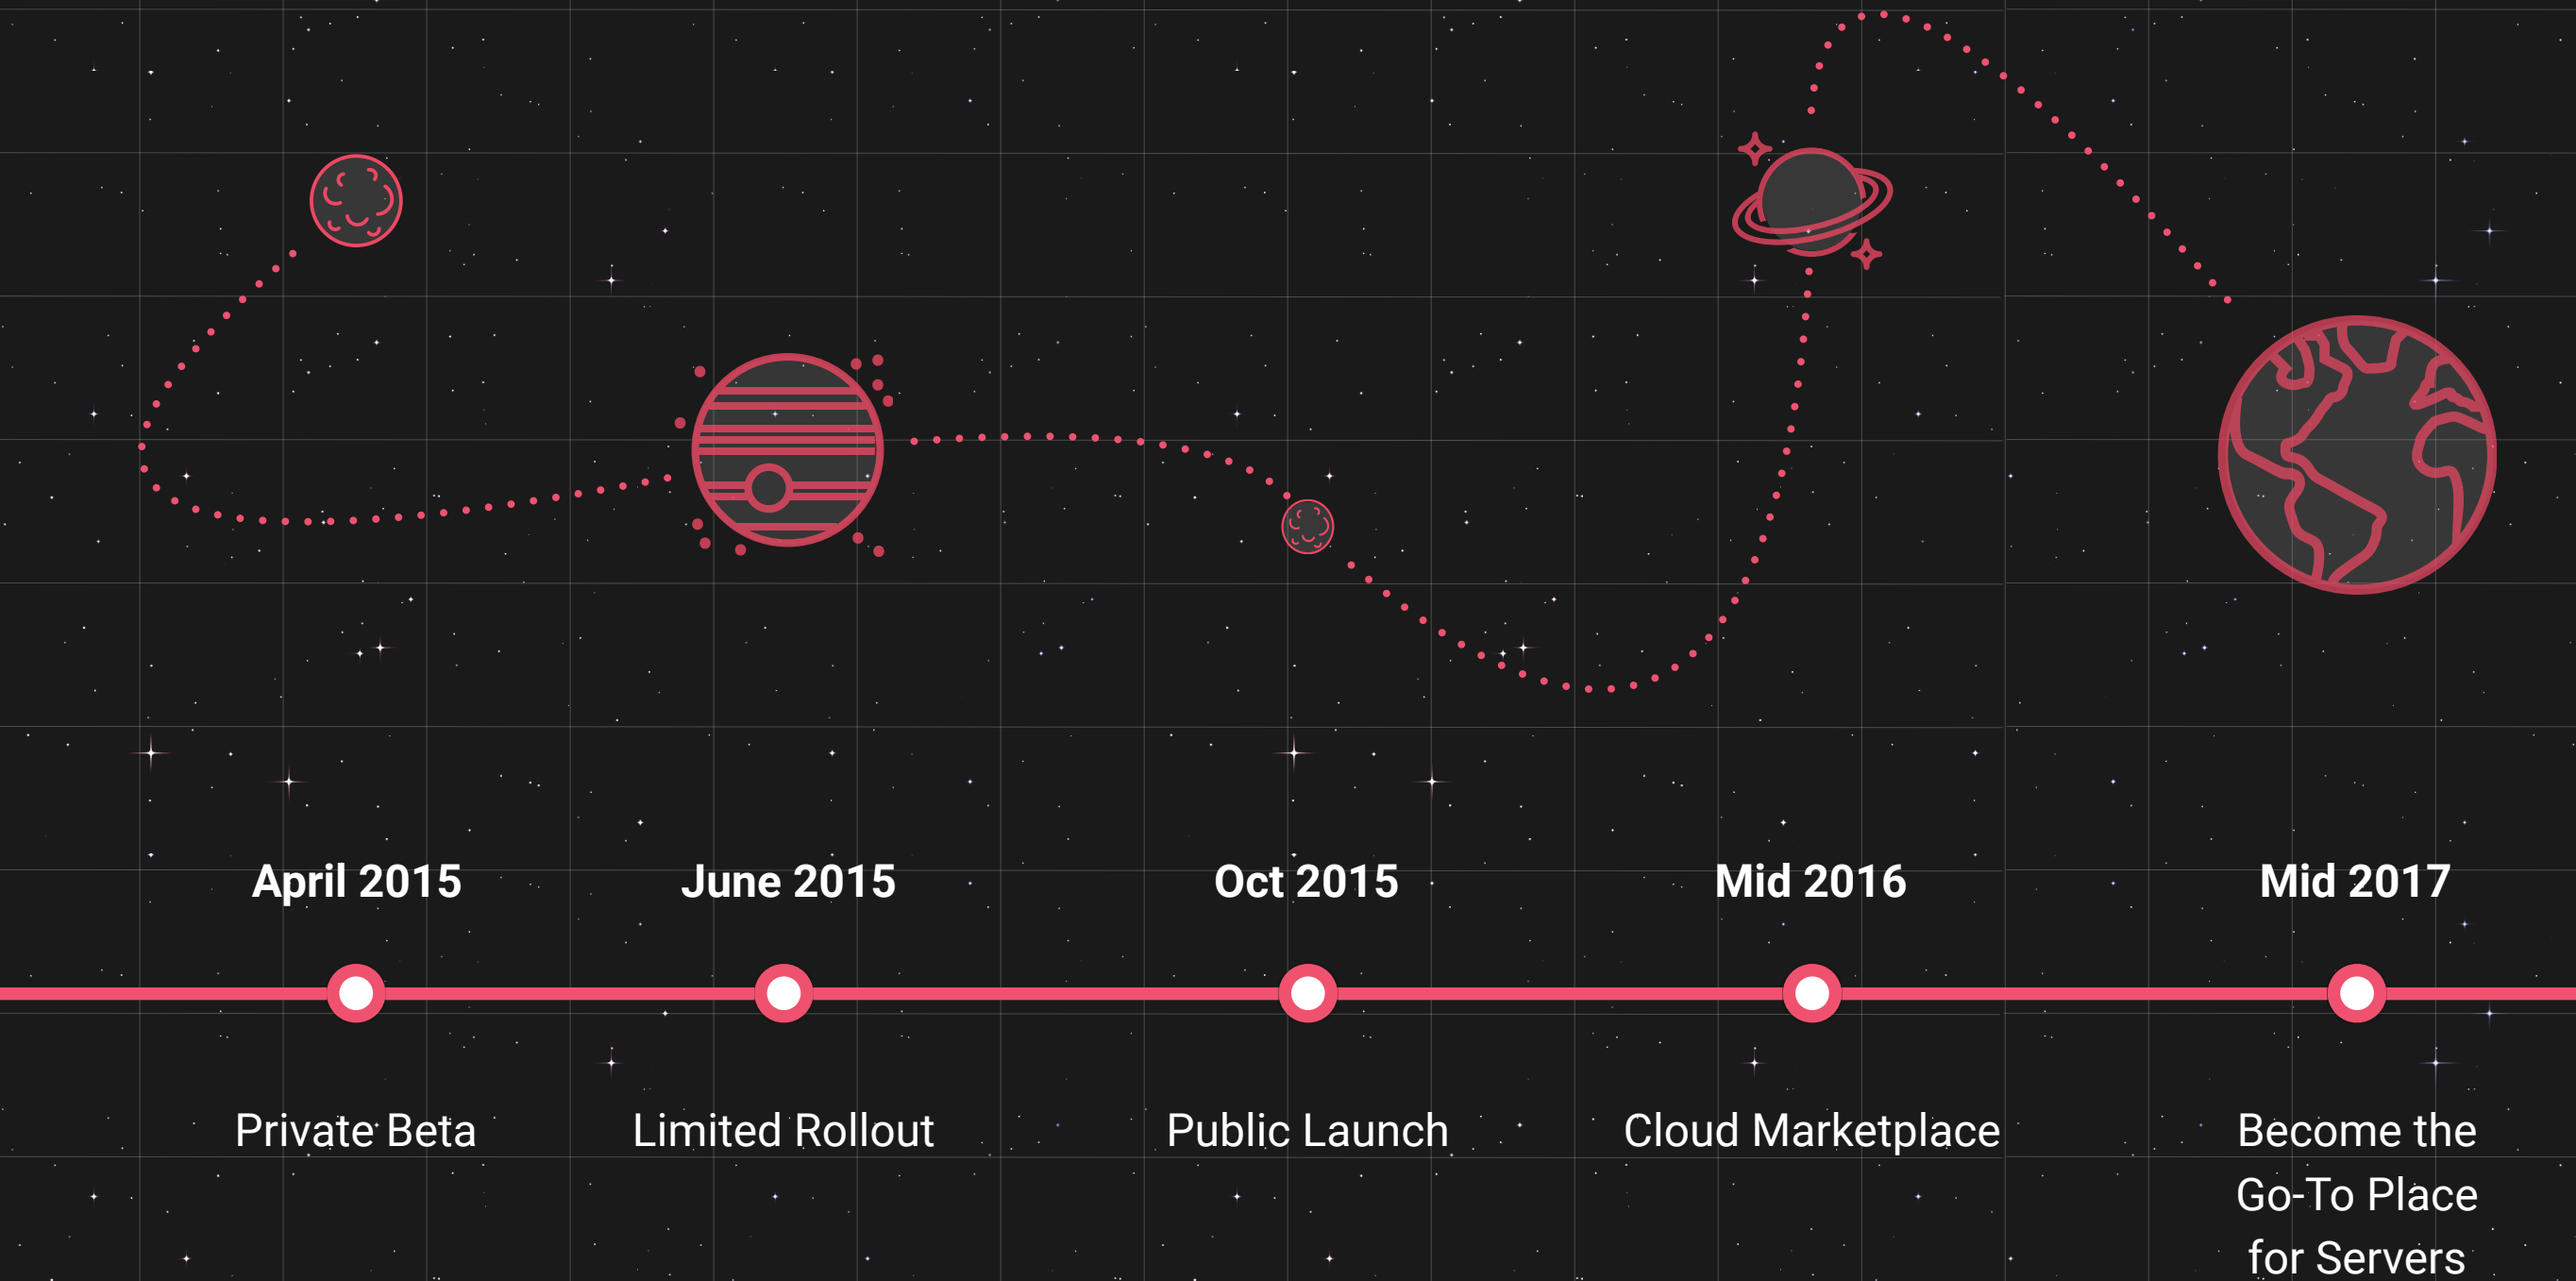 April 2015
June 2015
Oct 2015
Mid 2016
Mid 2017
Private Beta
Limited Rollout
Public Launch
Cloud Marketplace
Become the
Go-To Place
for Servers